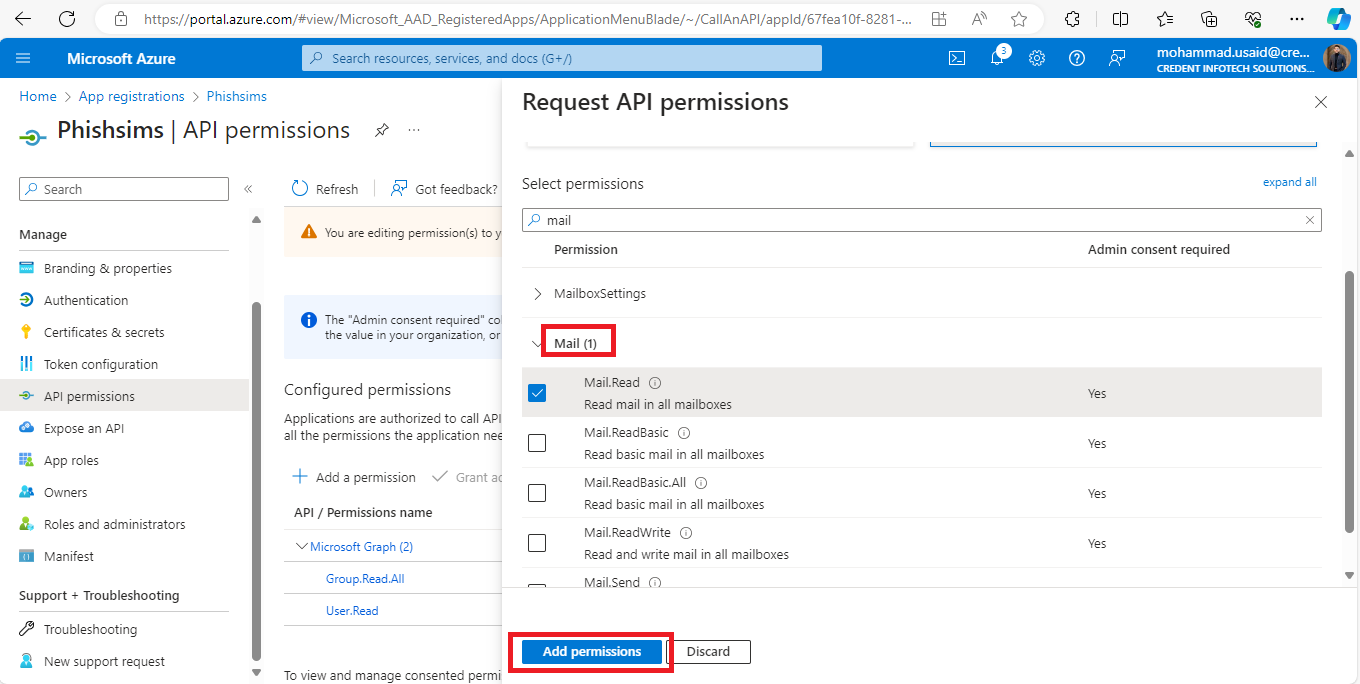 https://portal.azure.com/#view/Microsoft_AAD_RegisteredApps/ApplicationMenuBlade/~/CallAnAPI/appId/67fea10f-8281-...
Microsoft Azure
Search resources, services, and docs (G+/)
3
mohammad.usaid@cre...
CREDENT INFOTECH SOLUTIONS...
Home > App registrations > Phishsims
Phishsims | API permissions
Search
Manage
Branding & properties
Authentication
Certificates & secrets
Token configuration
API permissions
Expose an API
App roles
Owners
Roles and administrators
Manifest
Support + Troubleshooting
Troubleshooting
New support request
Refresh
Got feedback?
You are editing permission(s) to y
The "Admin consent required" co
the value in your organization, or
Configured permissions
Applications are authorized to call API
all the permissions the application nee
Add a permission
Grant ad
API / Permissions name
Microsoft Graph (2)
Group.Read.All
User.Read
To view and manage consented permi
Request API permissions
Select permissions
expand all
mail
Permission
Admin consent required
MailboxSettings
Mail (1)
Mail.Read
Read mail in all mailboxes
Yes
Mail.ReadBasic
Read basic mail in all mailboxes
Yes
Mail.ReadBasic.All
Read basic mail in all mailboxes
Yes
Mail.ReadWrite
Read and write mail in all mailboxes
Yes
Mail.Send
Add permissions
Discard